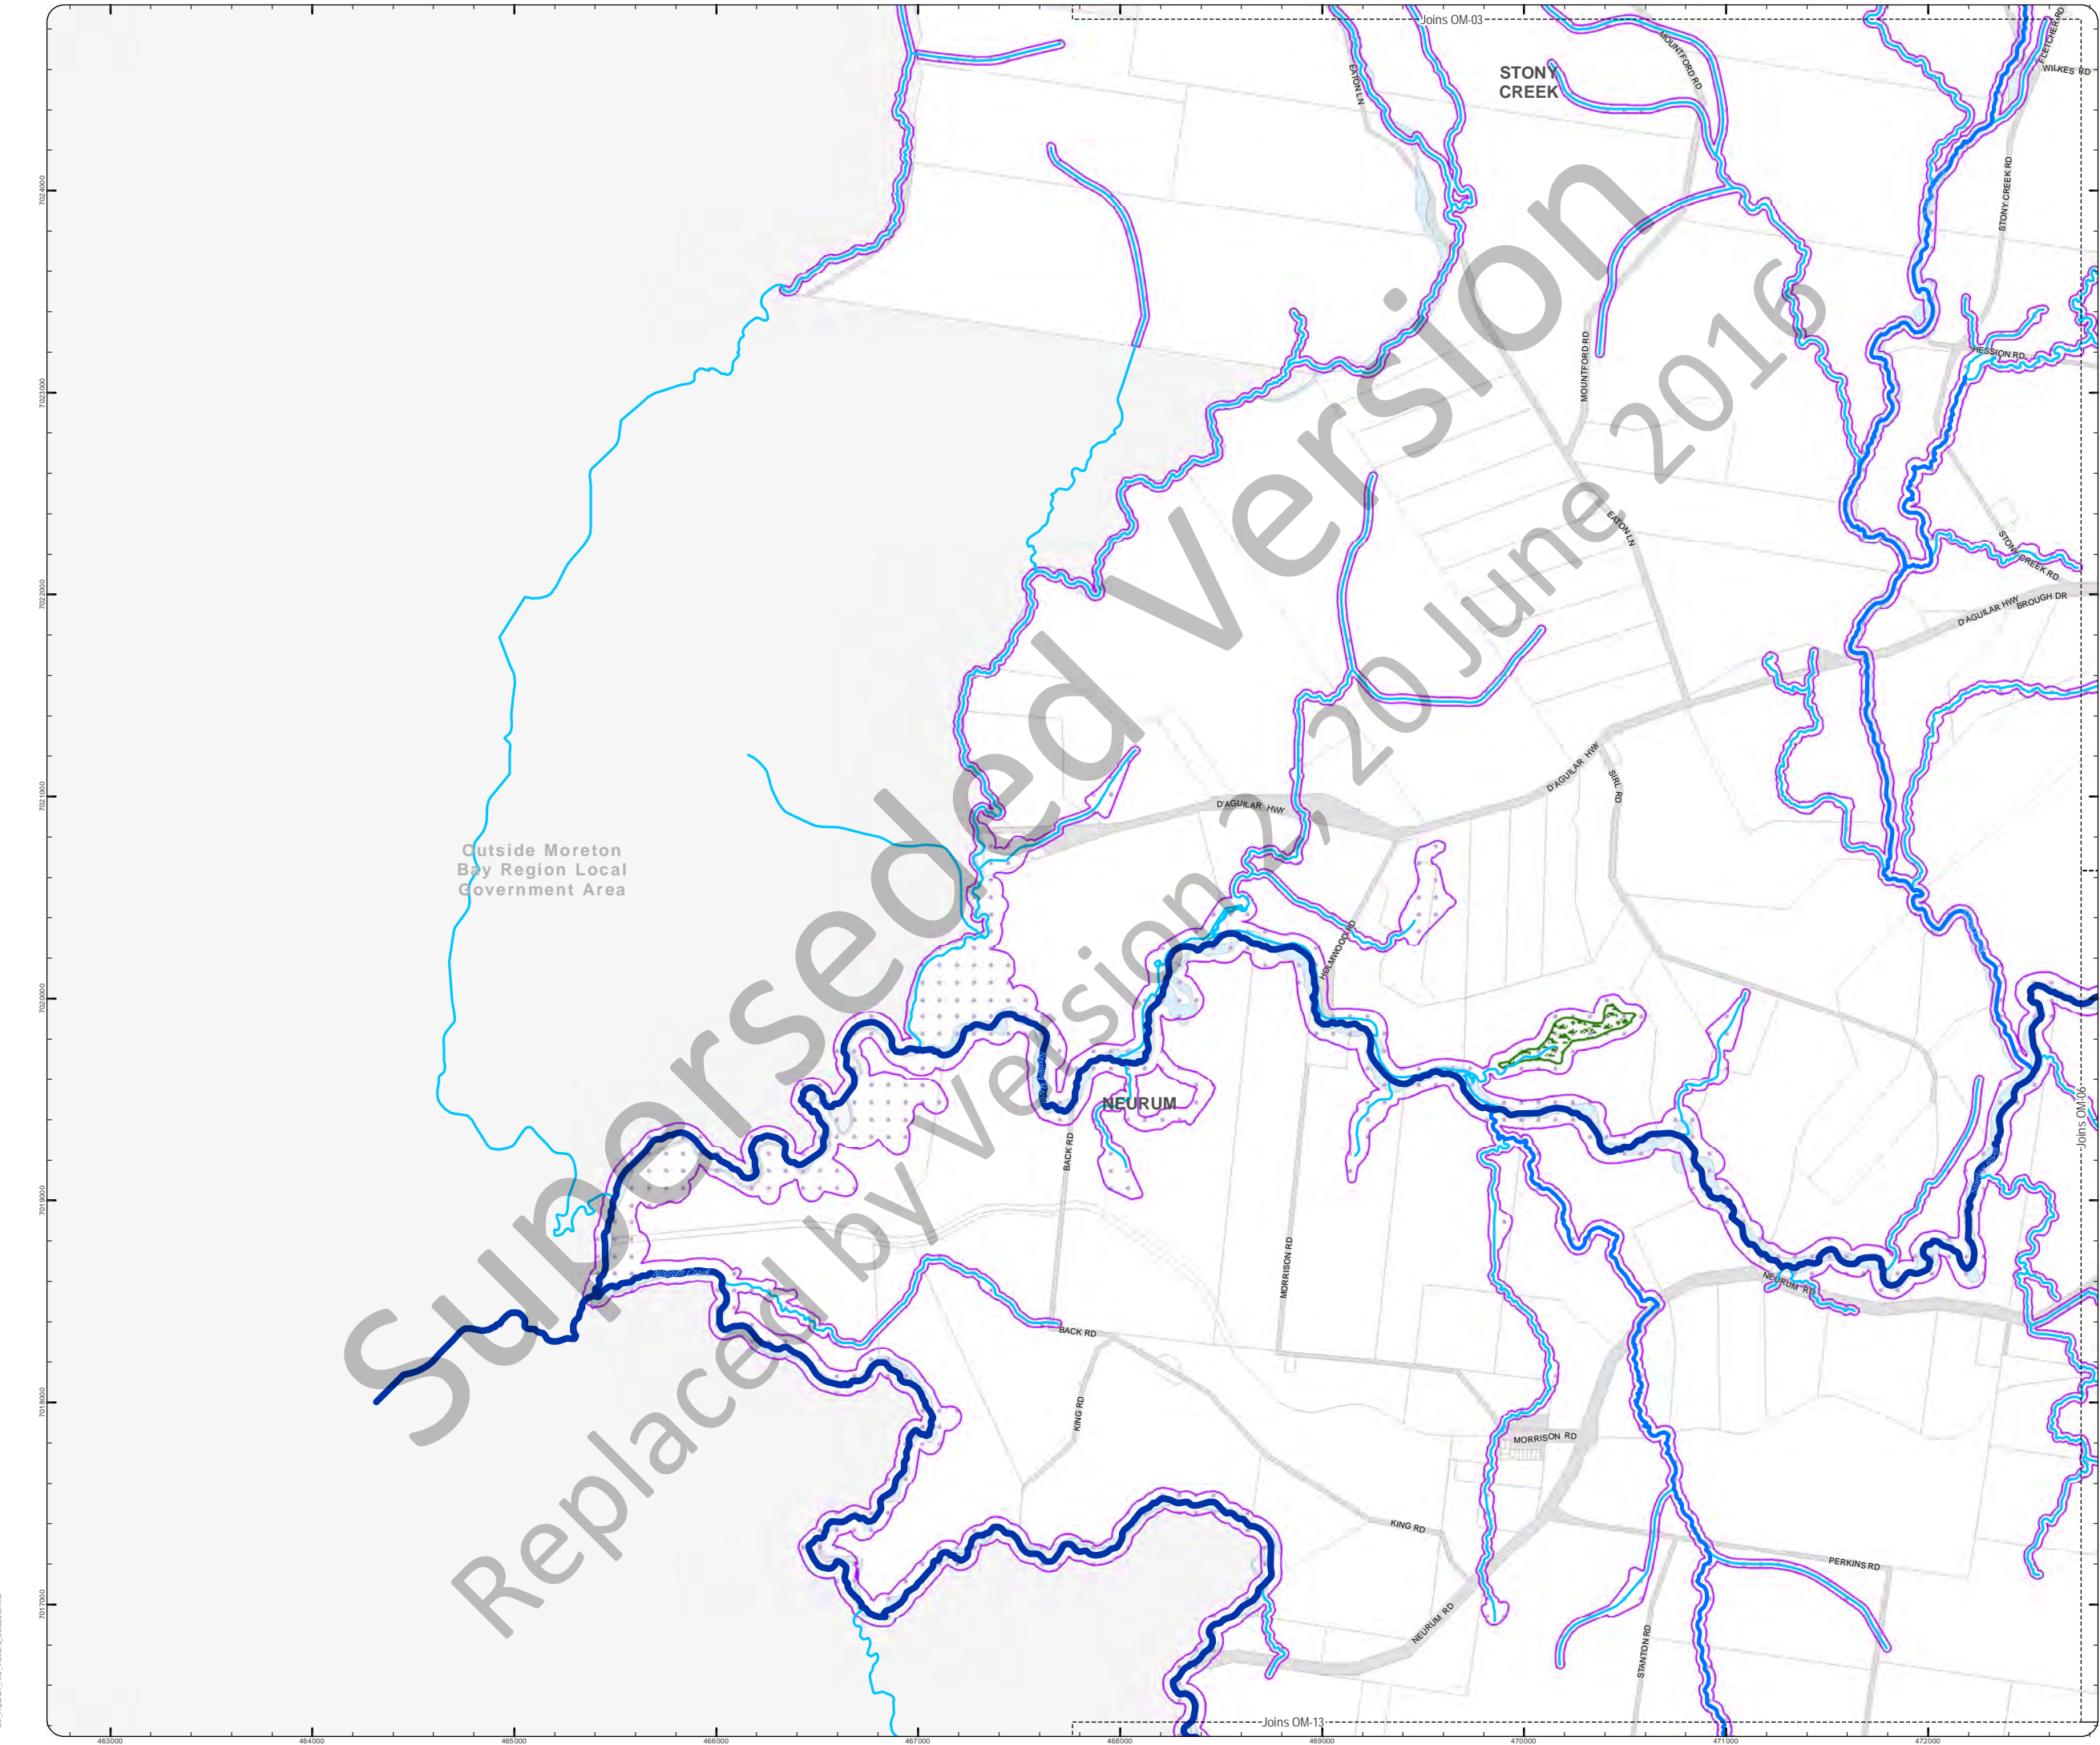 Joins OM-03
FLETCHER RD
WILKES RD
MOUNTFORD RD
EATON LN
STONY
CREEK
STONY CREEK RD
7024000
HESSION RD
MOUNTFORD RD
7023000
EATON LN
STONY CREEK RD
7022000
D'AGUILAR HWY
BROUGH DR
D'AGUILAR HWY
SIRL RD
7021000
D'AGUILAR HWY
Outside Moreton
Bay Region Local
Government Area
HOLMWOOD RD
7020000
NEURUM
Joins OM-06
BACK RD
7019000
MORRISON RD
Neurum Creek
NEURUM RD
BACK RD
KING RD
7018000
MORRISON RD
KING RD
PERKINS RD
7017000
NEURUM RD
STANTON RD
Joins OM-13
463000
464000
465000
466000
467000
468000
469000
470000
471000
472000
Superseded Version
Replaced by Version 2, 20 June 2016